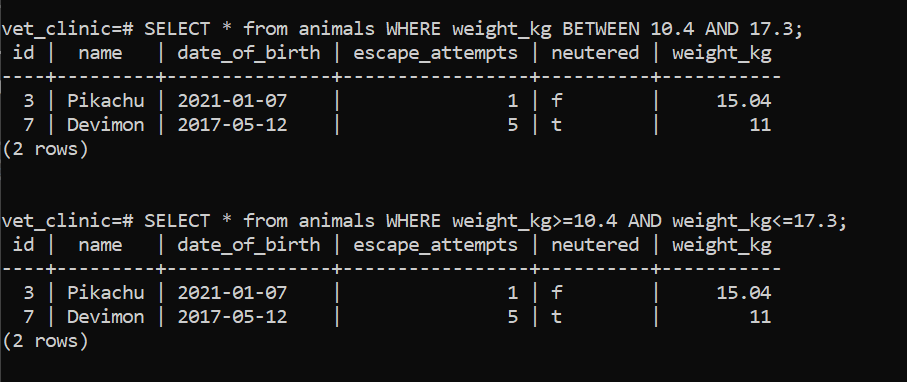 vet_clinic=# SELECT * from animals WHERE weight_kg BETWEEN 10.4 AND 17.3;
 id |  name   | date_of_birth | escape_attempts | neutered | weight_kg
----+---------+---------------+-----------------+----------+-----------
  3 | Pikachu | 2021-01-07    |               1 | f        |     15.04
  7 | Devimon | 2017-05-12    |               5 | t        |        11
(2 rows)
vet_clinic=# SELECT * from animals WHERE weight_kg>=10.4 AND weight_kg<=17.3;
 id |  name   | date_of_birth | escape_attempts | neutered | weight_kg
----+---------+---------------+-----------------+----------+-----------
  3 | Pikachu | 2021-01-07    |               1 | f        |     15.04
  7 | Devimon | 2017-05-12    |               5 | t        |        11
(2 rows)